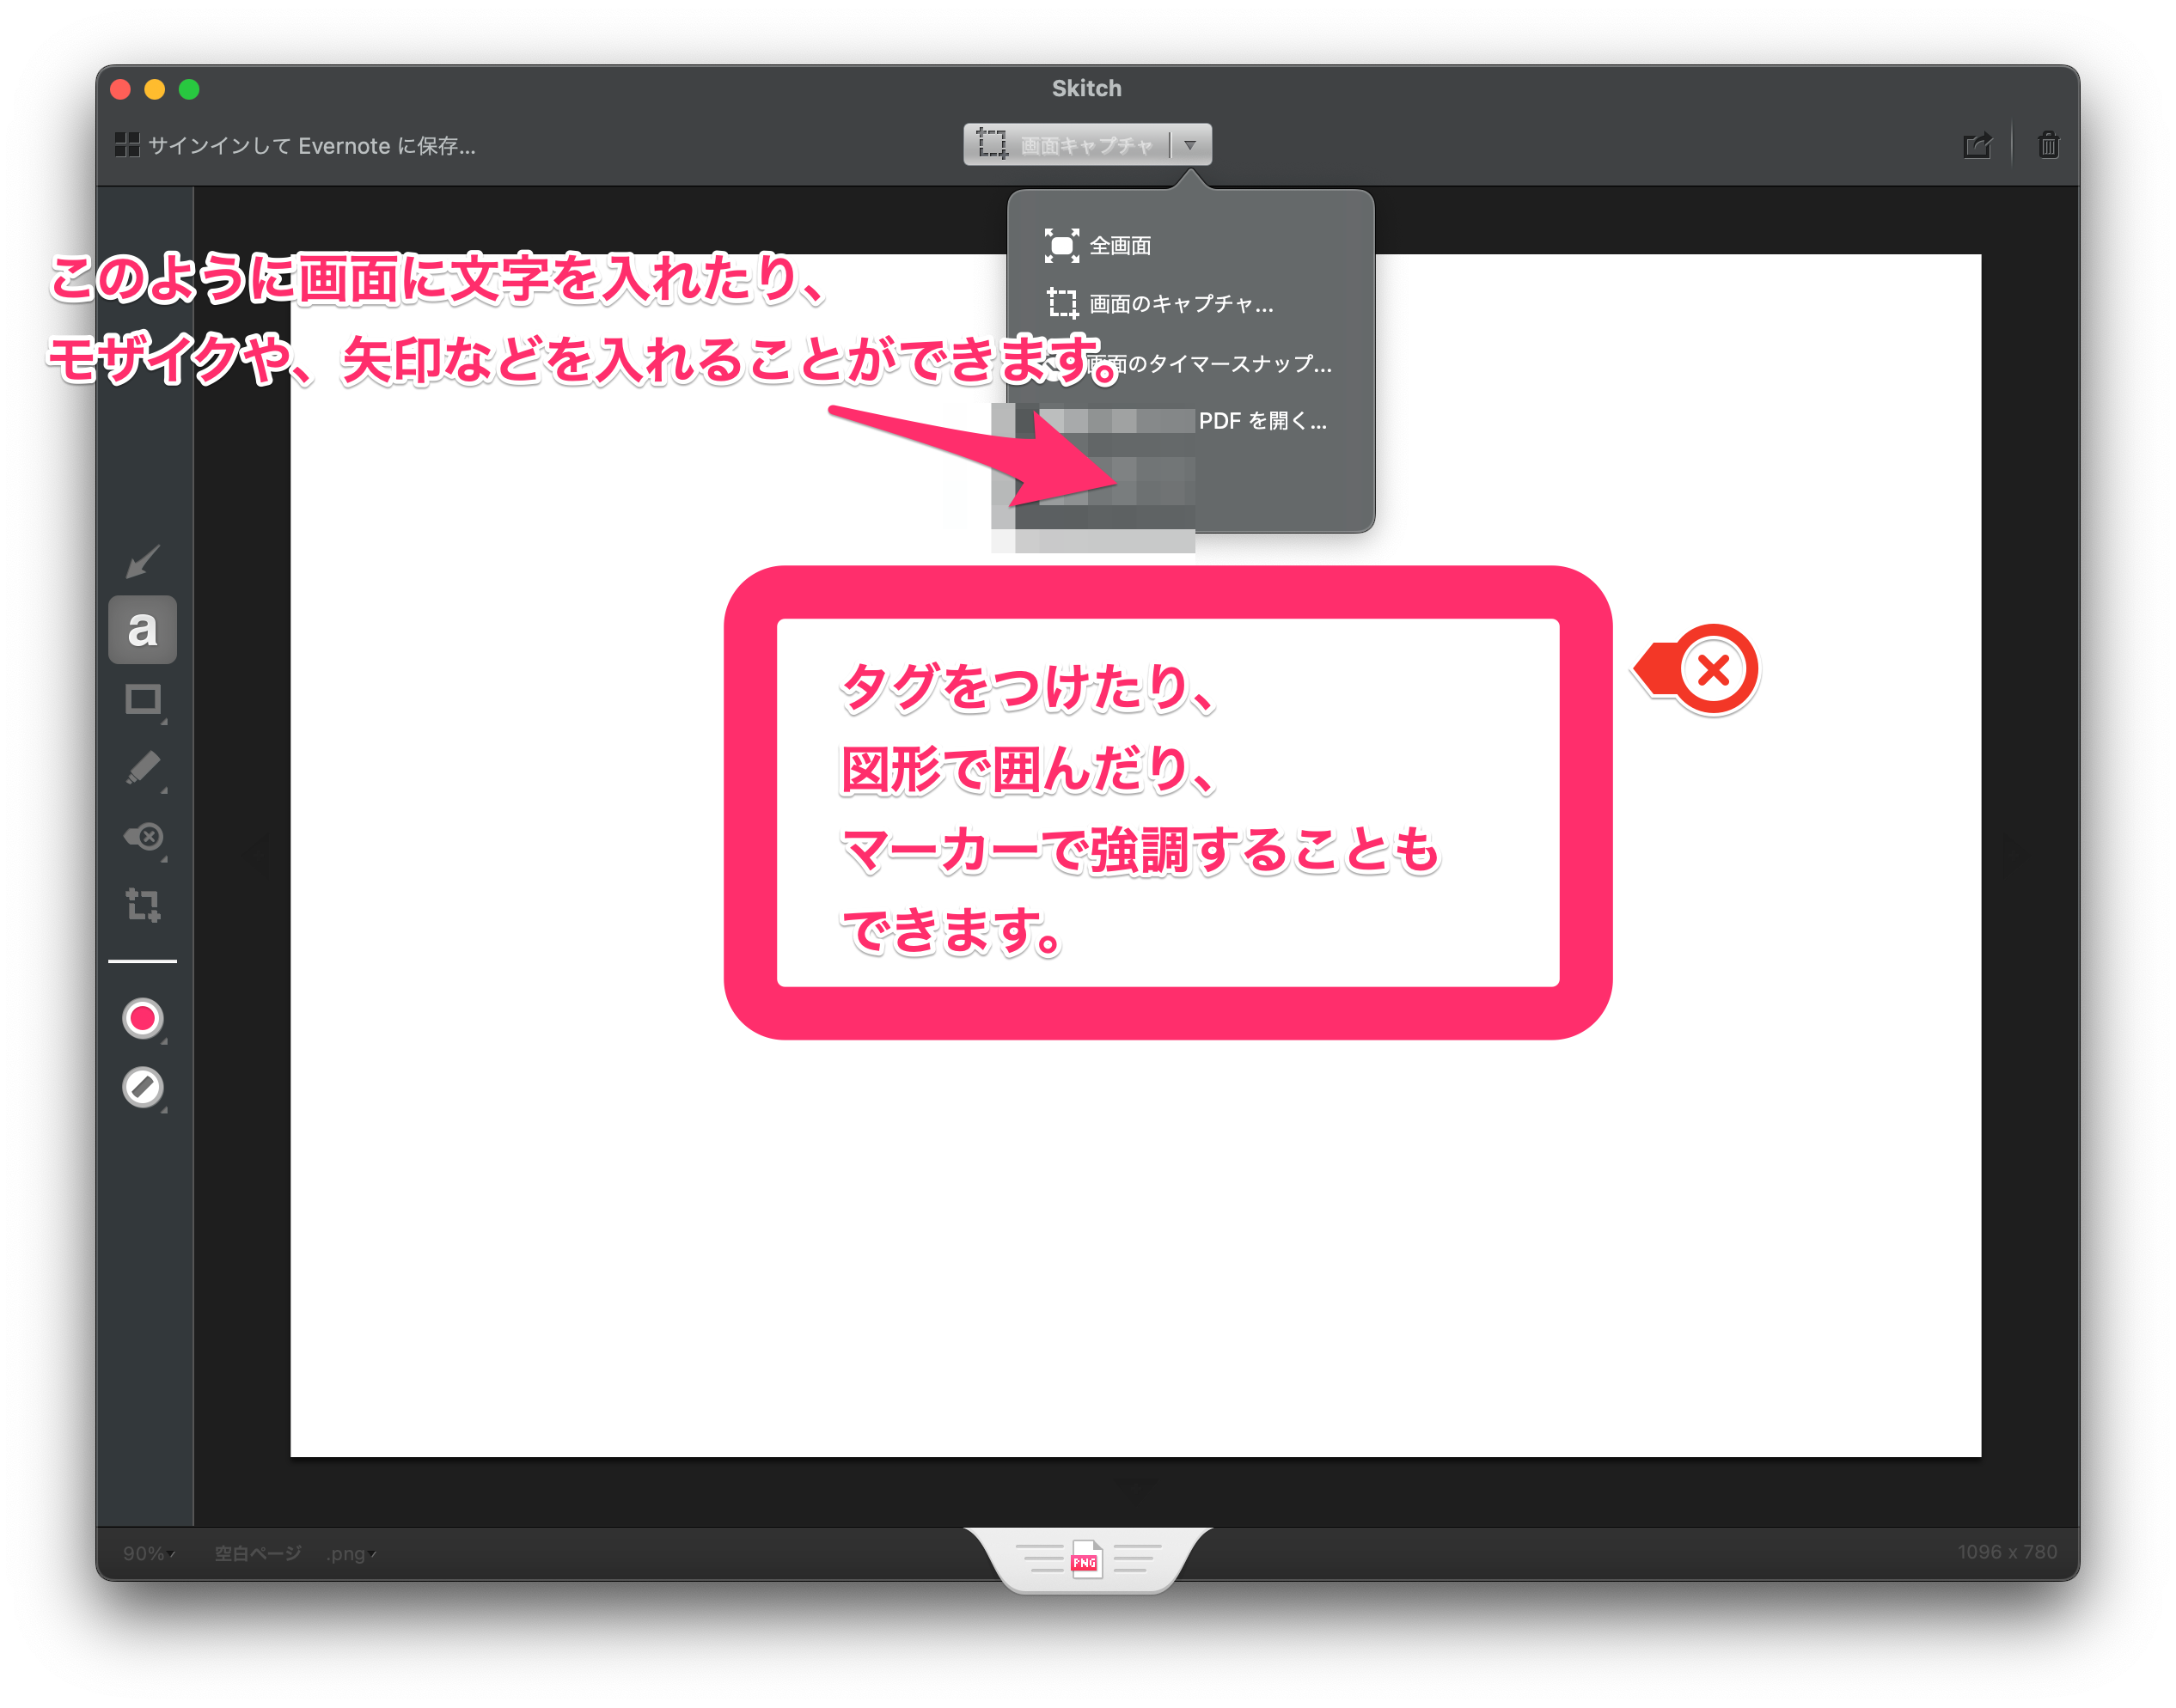 Skitch
サインインして Evernote に保存...
画面キャプチャ
全画面
画面のキャプチャ...
このように画面に文字を入れたり、
モザイクや、矢印などを入れることができます。
画面のタイマースナップ...
PDF を開く...
a
タグをつけたり、
図形で囲んだり、
マーカーで強調することも
できます。
90%
空白ページ
.png
PNG
1096 x 780